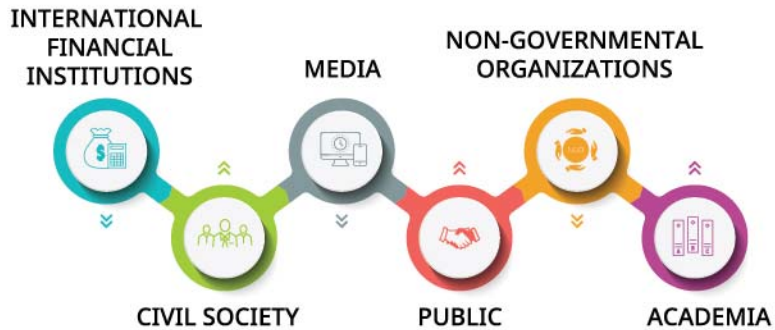 INTERNATIONAL
FINANCIAL
INSTITUTIONS
MEDIA
NON-GOVERNMENTAL
ORGANIZATIONS
CIVIL SOCIETY
PUBLIC
ACADEMIA